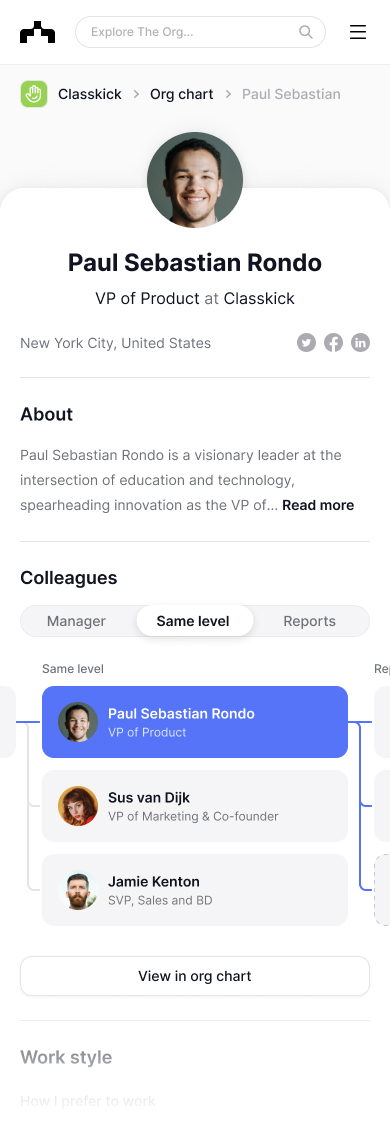 Explore The Org...
Classkick > Org chart > Paul Sebastian
Paul Sebastian Rondo
VP of Product at Classkick
New York City, United States
About
Paul Sebastian Rondo is a visionary leader at the
intersection of education and technology,
spearheading innovation as the VP of... Read more
Colleagues
Manager Same level Reports
Same level
Paul Sebastian Rondo
VP of Product
Sus van Dijk
VP of Marketing & Co-founder
Jamie Kenton
SVP, Sales and BD
View in org chart
Work style
How I prefer to work